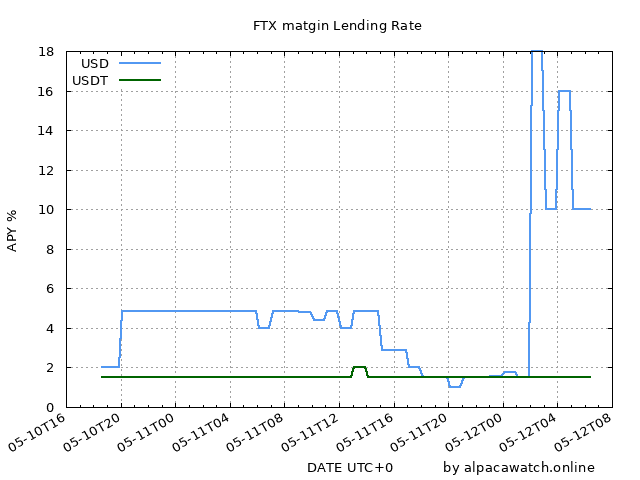 FTX matgin Lending Rate
USD
USDT
18
16
14
12
10
8
6
4
2
0
APY %
05-10T16
05-10T20
05-11T00
05-11T04
05-11T08
05-11T12
05-11T16
05-11T20
05-12T00
05-12T04
05-12T08
DATE UTC+0
by alpacawatch.online